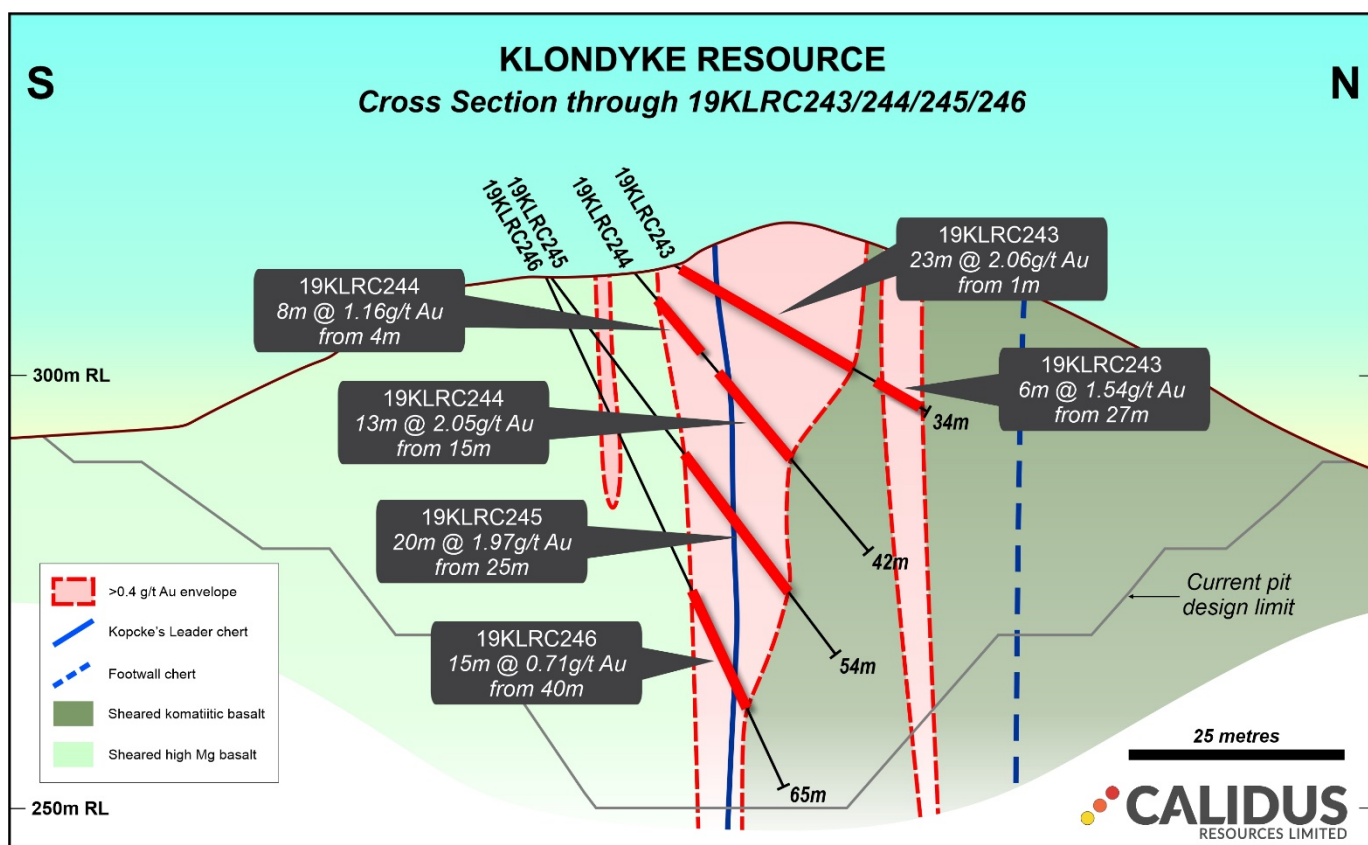 KLONDYKE RESOURCE
Cross Section through 19KLRC243/244/245/246
S
N
19KLRC246
19KLRC245
19KLRC244
19KLRC243
19KLRC243
23m @ 2.06g/t Au
from 1m
19KLRC244
8m @ 1.16g/t Au
from 4m
300m RL
19KLRC243
6m @ 1.54g/t Au
from 27m
34m
19KLRC244
13m @ 2.05g/t Au
from 15m
19KLRC245
20m @ 1.97g/t Au
from 25m
42m
Current pit
design limit
19KLRC246
15m @ 0.71g/t Au
from 40m
54m
65m
>0.4 g/t Au envelope
Kopcke's Leader chert
Footwall chert
Sheared komatiitic basalt
Sheared high Mg basalt
250m RL
25 metres
CALIDUS
RESOURCES LIMITED